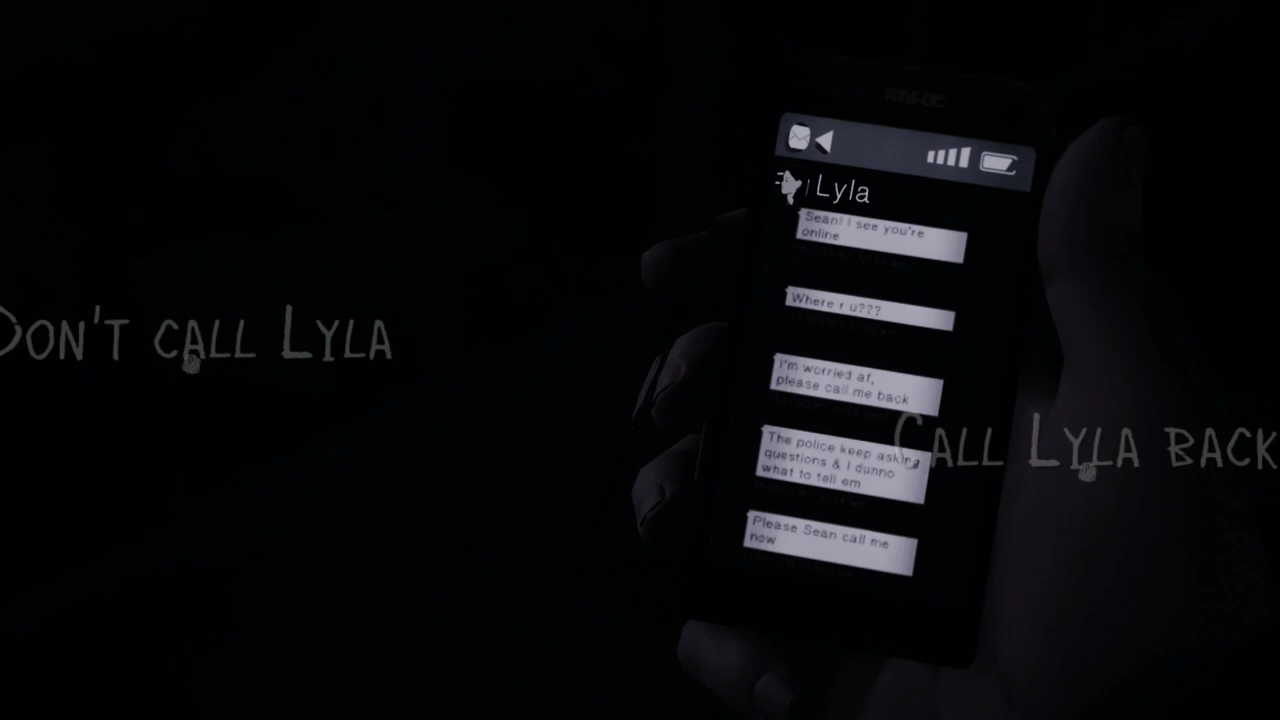 Lyla
Sean! I see you're
online
Where r u???
I'm worried af,
please call me back
The police keep asking
questions & I dunno
what to tell em
Please Sean call me
now
DON'T CALL LYLA
CALL LYLA BACK